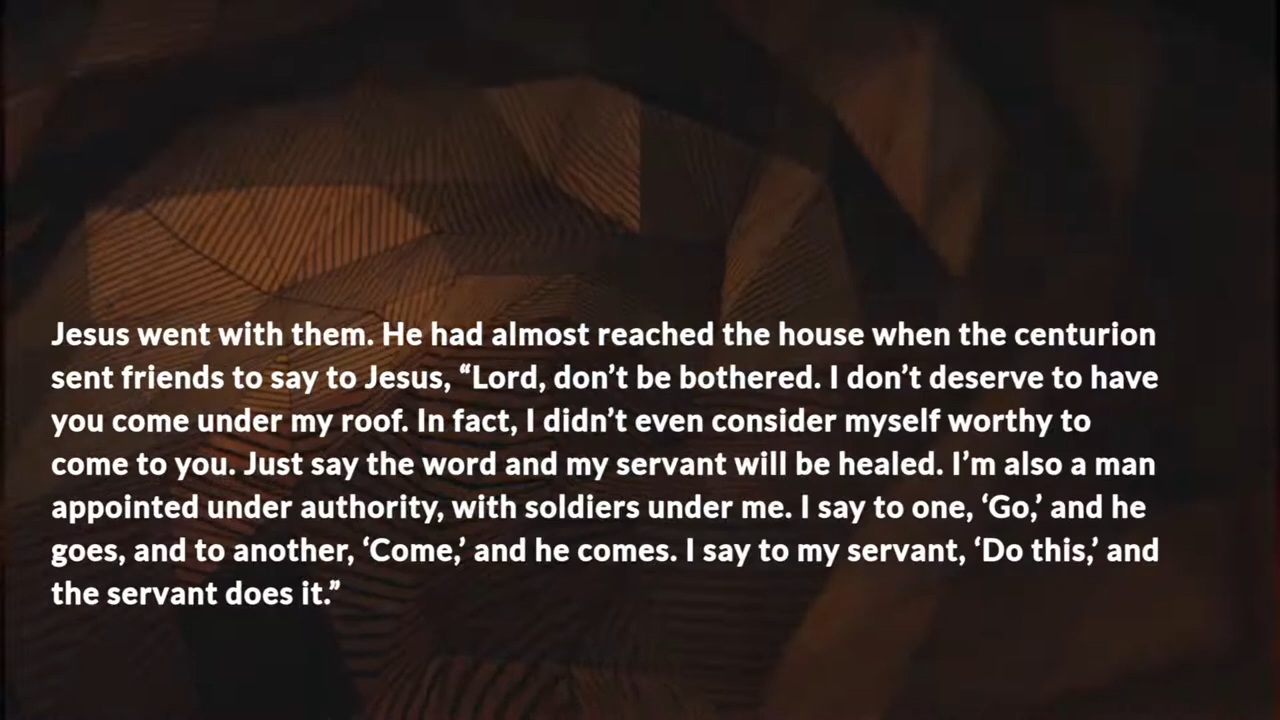 Jesus went with them. He had almost reached the house when the centurion
sent friends to say to Jesus, “Lord, don’t be bothered. I don’t deserve to have
you come under my roof. In fact, I didn’t even consider myself worthy to
come to you. Just say the word and my servant will be healed. I’m also a man
appointed under authority, with soldiers under me. I say to one, ‘Go,’ and he
goes, and to another, ‘Come,’ and he comes. I say to my servant, ‘Do this,’ and
the servant does it.”